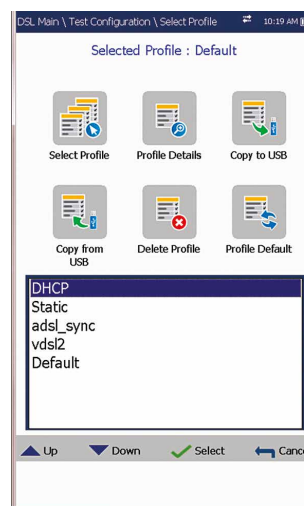 DSL Main \ Test Configuration \ Select Profile 10:19 AM
Selected Profile : Default
Select Profile
Profile Details
Copy to USB
Copy from
USB
Delete Profile
Profile Default
DHCP
Static
adsl_sync
vdsl2
Default
Up Down Select Cance